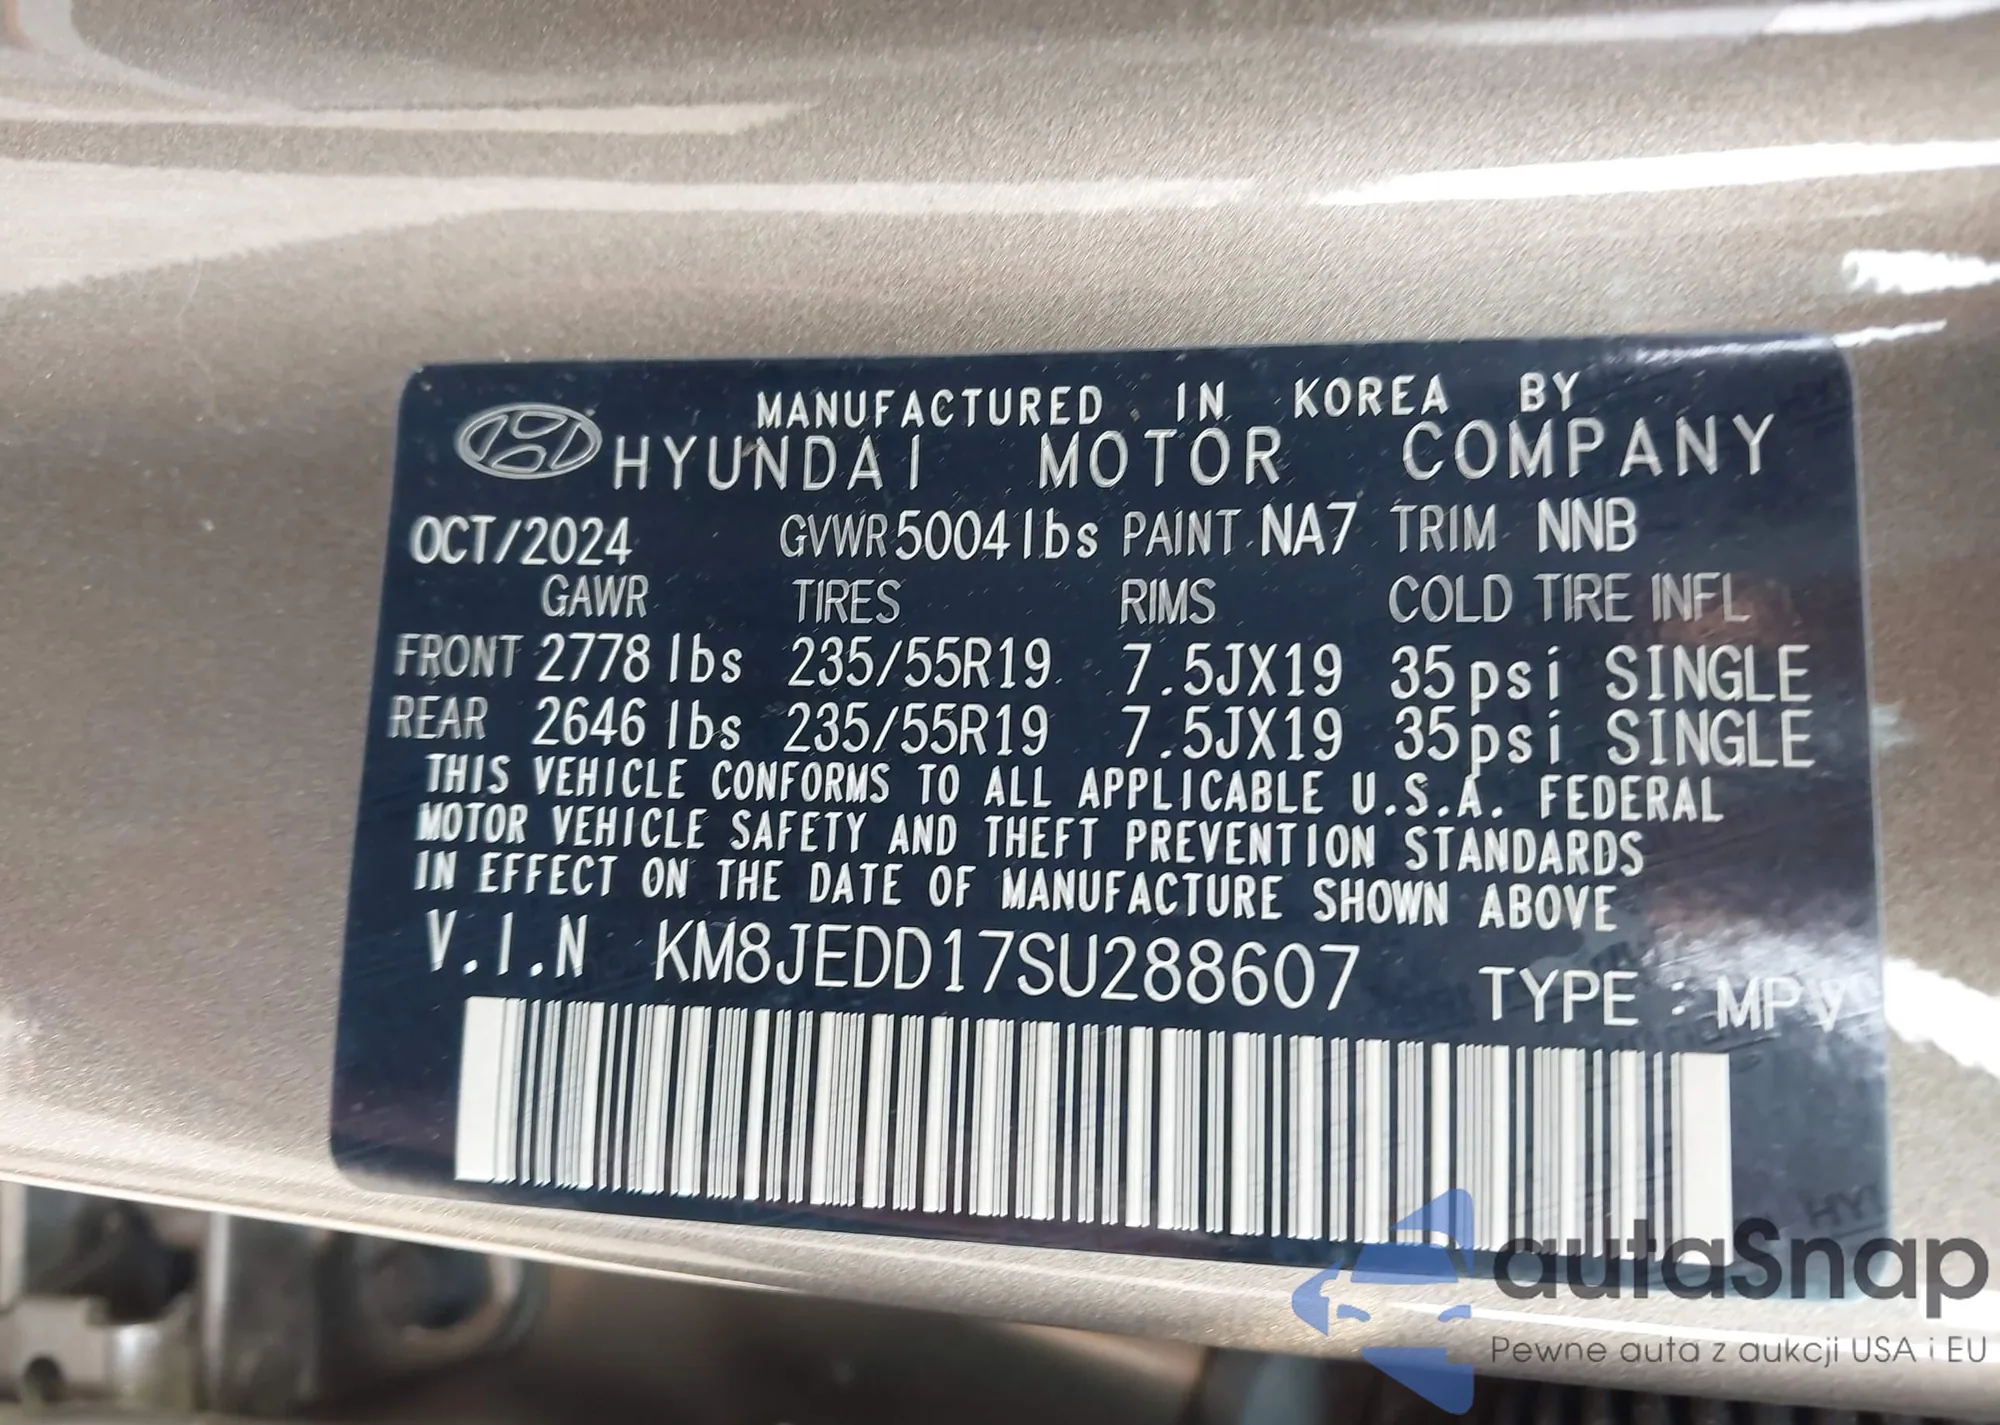 MANUFACTURED IN KOREA BY
HYUNDAI MOTOR COMPANY
OCT/2024 GVWR 5004 lbs PAINT NA7 TRIM NNB
GAWR TIRES RIMS COLD TIRE INFL
FRONT 2778 lbs 235/55R19 7.5JX19 35psi SINGLE
REAR 2646 lbs 235/55R19 7.5JX19 35psi SINGLE
THIS VEHICLE CONFORMS TO ALL APPLICABLE U.S.A. FEDERAL
MOTOR VEHICLE SAFETY AND THEFT PREVENTION STANDARDS
IN EFFECT ON THE DATE OF MANUFACTURE SHOWN ABOVE
V.I.N KM8JEDD17SU288607 TYPE : MPV
autaSnap
Pewne auta z aukcji USA i EU